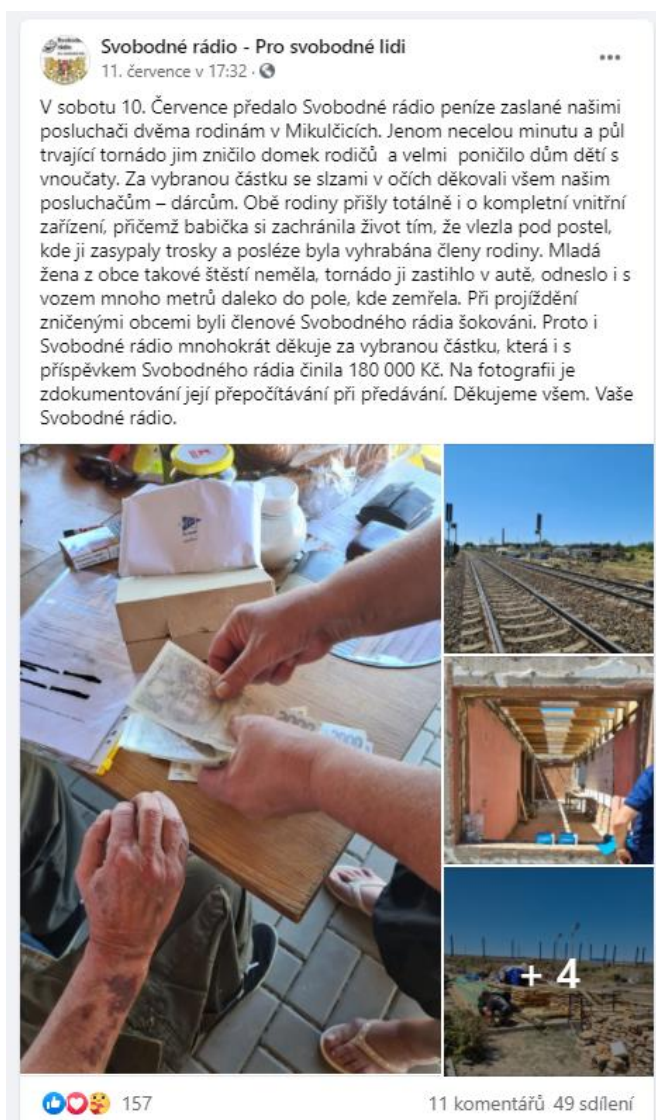 Svobodné rádio - Pro svobodné lidi
11. července v 17:32 ·
V sobotu 10. Července předalo Svobodné rádio peníze zaslané našimi
posluchači dvěma rodinám v Mikulčicích. Jenom necelou minutu a půl
trvající tornádo jim zničilo domek rodičů a velmi poničilo dům dětí s
vnoučaty. Za vybranou částku se slzami v očích děkovali všem našim
posluchačům – dárcům. Obě rodiny přišly totálně i o kompletní vnitřní
zařízení, přičemž babička si zachránila život tím, že vlezla pod postel,
kde ji zasypaly trosky a posléze byla vyhrabána členy rodiny. Mladá
žena z obce takové štěstí neměla, tornádo ji zastihlo v autě, odneslo i s
vozem mnoho metrů daleko do pole, kde zemřela. Při projíždění
zničenými obcemi byli členové Svobodného rádia šokováni. Proto i
Svobodné rádio mnohokrát děkuje za vybranou částku, která i s
příspěvkem Svobodného rádia činila 180 000 Kč. Na fotografii je
zdokumentování její přepočítávání při předávání. Děkujeme všem. Vaše
Svobodné rádio.
+ 4
157
11 komentářů 49 sdílení